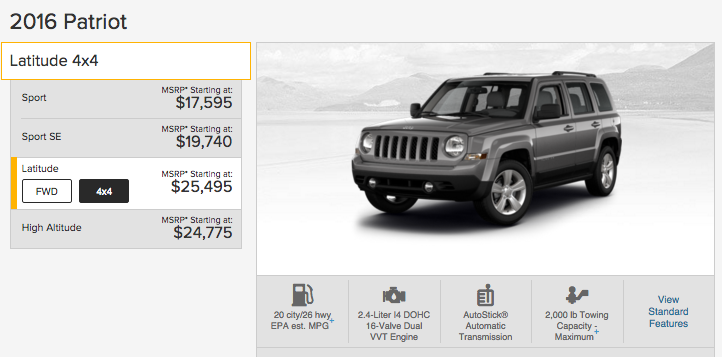 2016 Patriot
Latitude 4x4
Sport
MSRP* Starting at:
$17,595
Sport SE
MSRP* Starting at:
$19,740
Latitude
FWD
4x4
MSRP* Starting at:
$25,495
High Altitude
MSRP* Starting at:
$24,775
20 city/26 hwy
EPA est. MPG+
2.4-Liter I4 DOHC
16-Valve Dual
VVT Engine
AutoStick®
Automatic
Transmission
2,000 lb Towing
Capacity -
Maximum+
View
Standard
Features